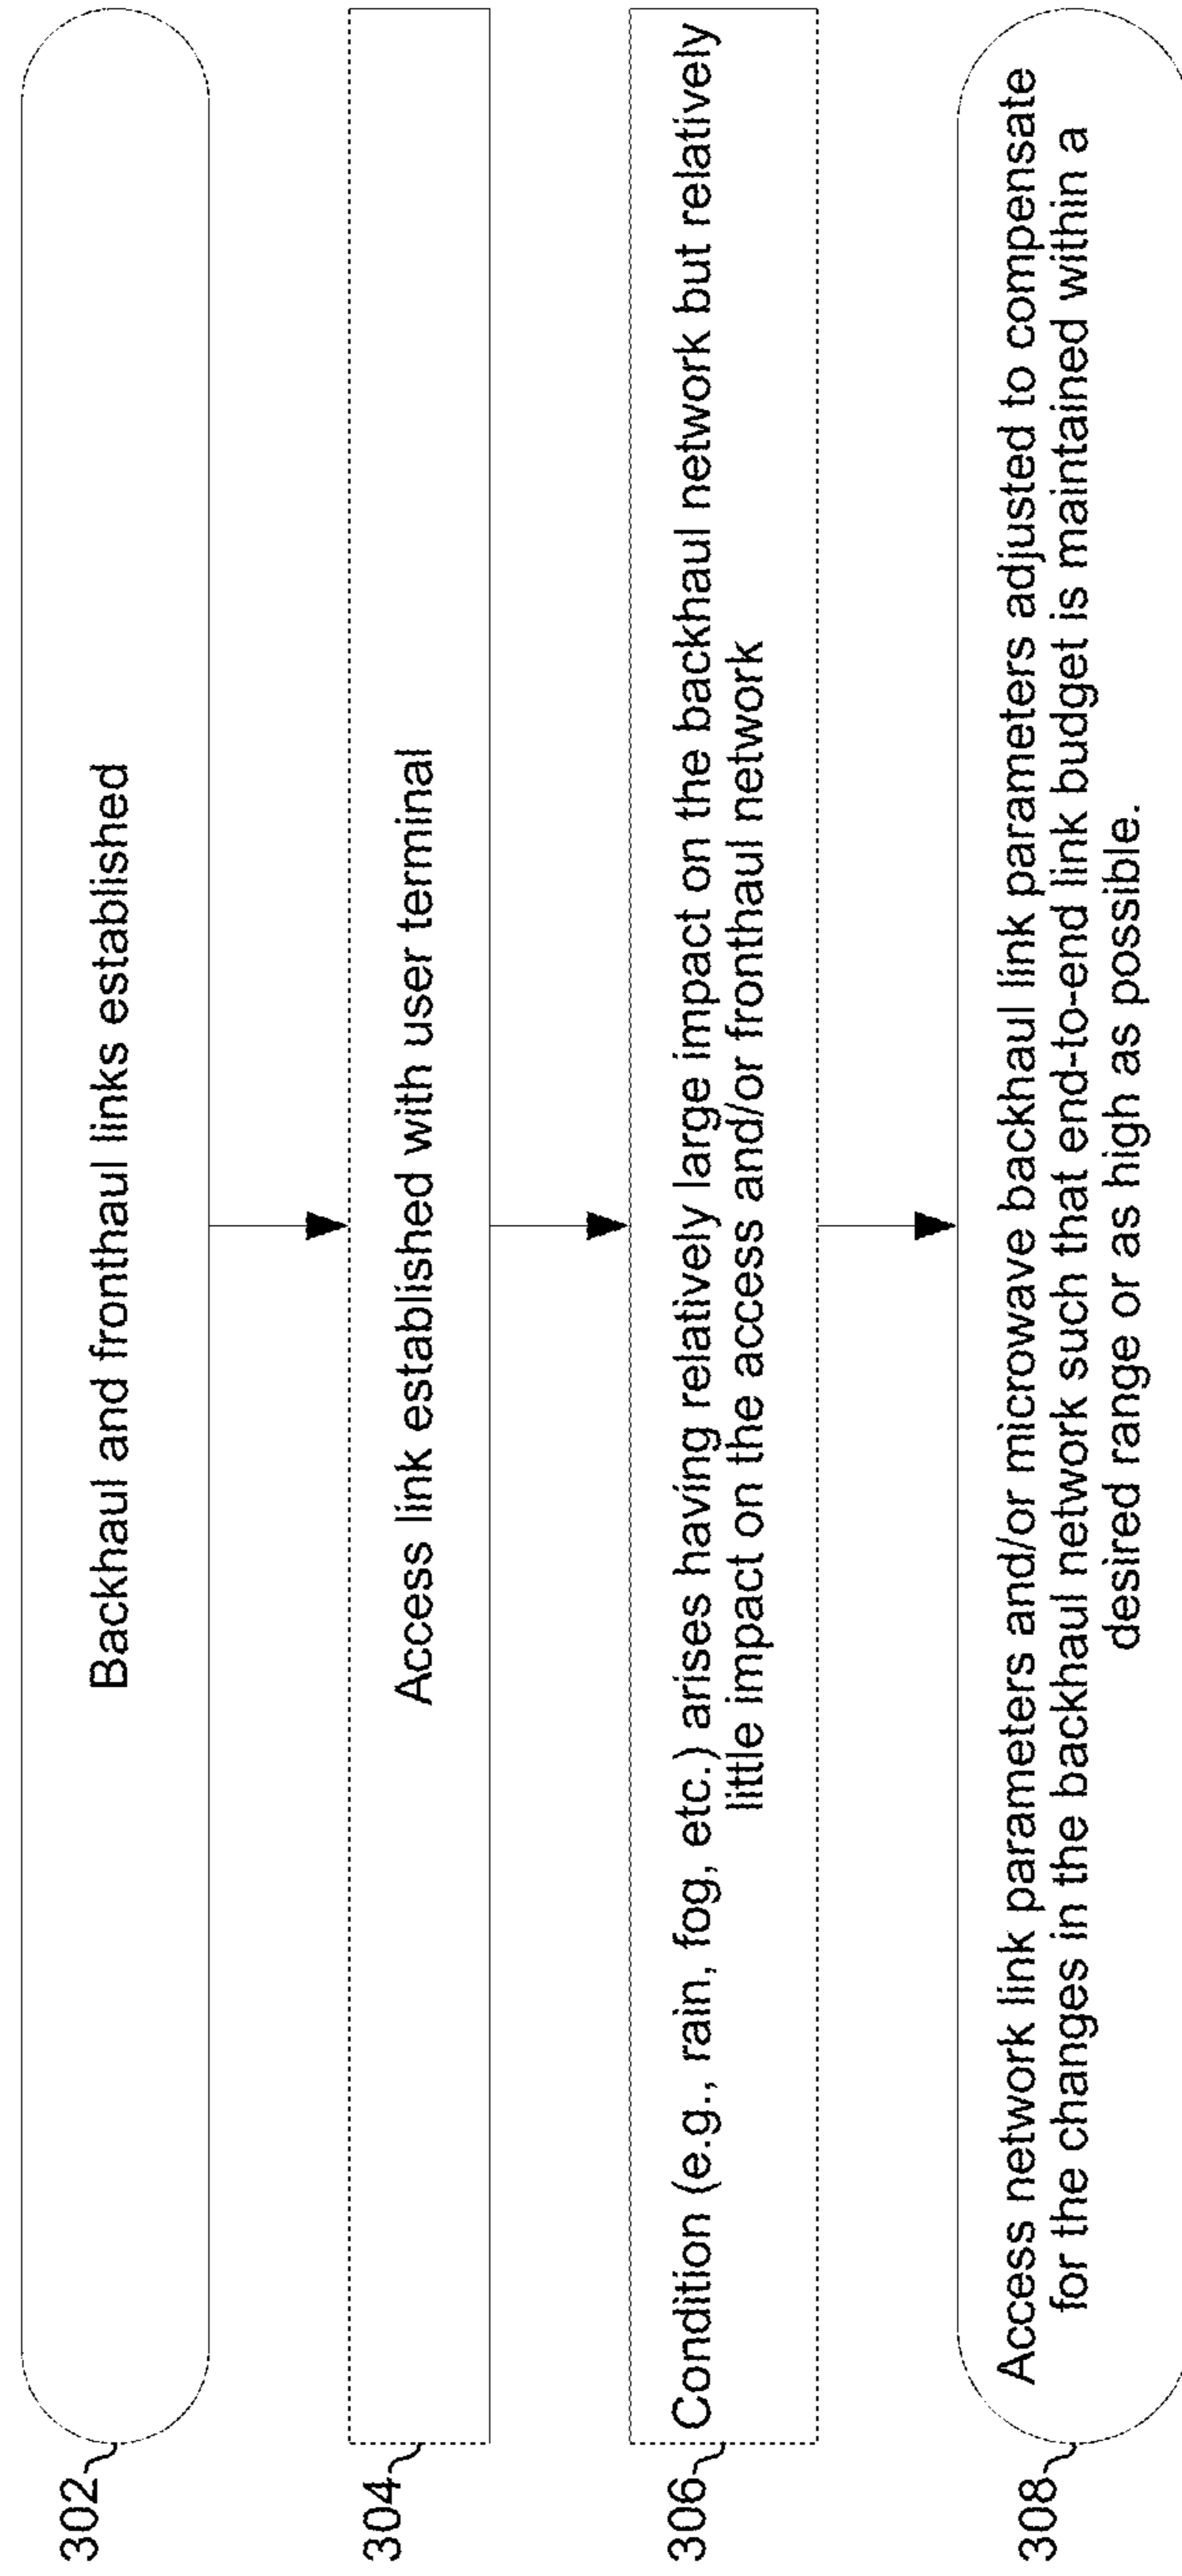 302
Backhaul and fronthaul links established
304
Access link established with user terminal
306
Condition (e.g., rain, fog, etc.) arises having relatively large impact on the backhaul network but relatively
little impact on the access and/or fronthaul network
308
Access network link parameters and/or microwave backhaul link parameters adjusted to compensate
for the changes in the backhaul network such that end-to-end link budget is maintained within a
desired range or as high as possible.